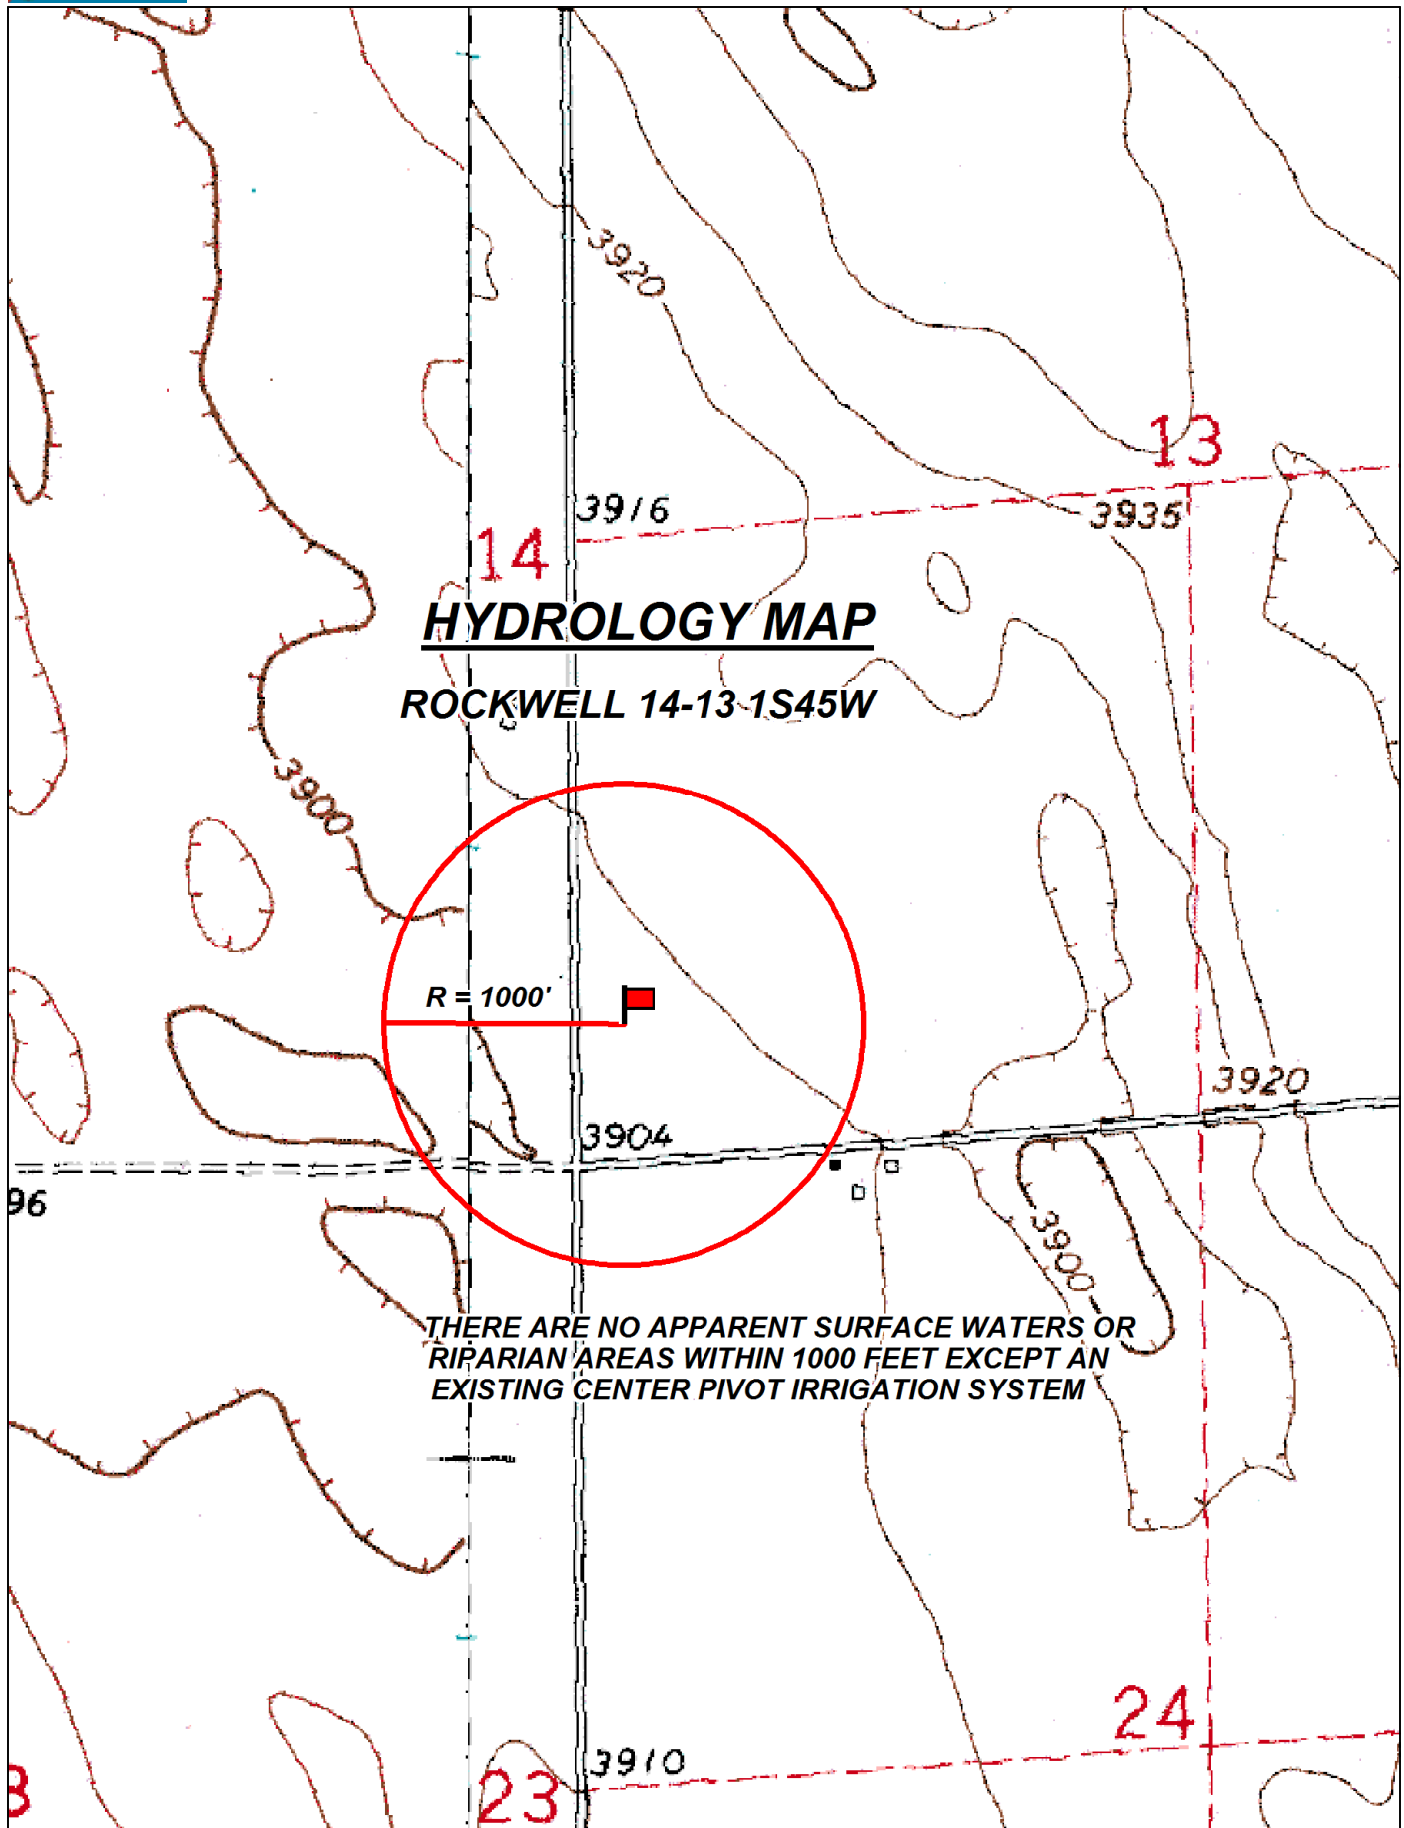 3920
13
3916
3935
14
HYDROLOGY MAP
ROCKWELL 14-13 1S45W
3900
R = 1000'
3920
3904
96
3900
THERE ARE NO APPARENT SURFACE WATERS OR
RIPARIAN AREAS WITHIN 1000 FEET EXCEPT AN
EXISTING CENTER PIVOT IRRIGATION SYSTEM
24
3910
23